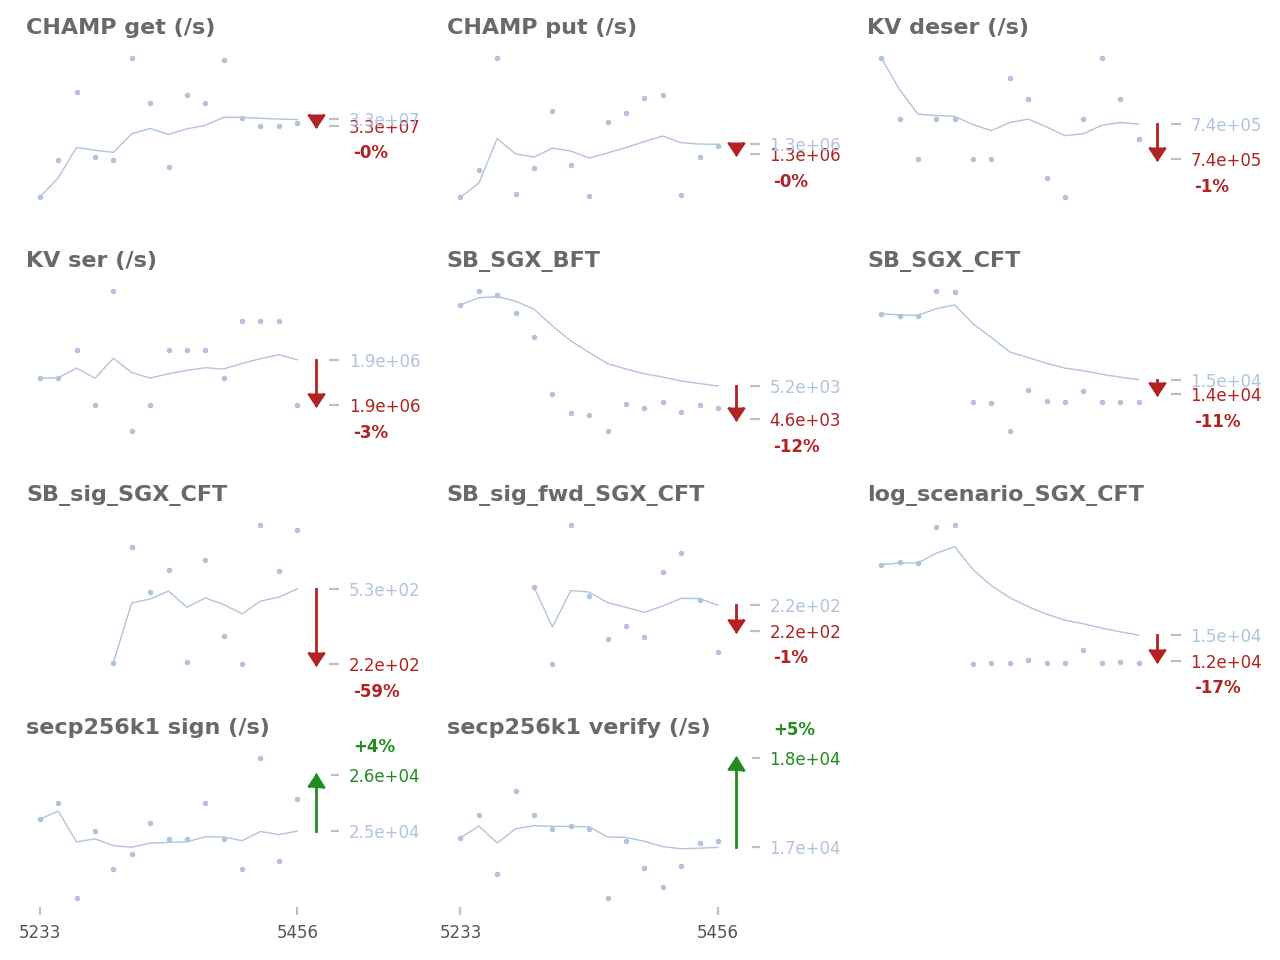 CHAMP get (/s)
3.3e+07
3.3e+07
-0%
CHAMP put (/s)
1.3e+06
1.3e+06
-0%
KV deser (/s)
7.4e+05
7.4e+05
-1%
KV ser (/s)
1.9e+06
1.9e+06
-3%
SB_SGX_BFT
5.2e+03
4.6e+03
-12%
SB_SGX_CFT
1.5e+04
1.4e+04
-11%
SB_sig_SGX_CFT
5.3e+02
2.2e+02
-59%
SB_sig_fwd_SGX_CFT
2.2e+02
2.2e+02
-1%
log_scenario_SGX_CFT
1.5e+04
1.2e+04
-17%
secp256k1 sign (/s)
+4%
2.6e+04
2.5e+04
5233
5456
secp256k1 verify (/s)
+5%
1.8e+04
1.7e+04
5233
5456